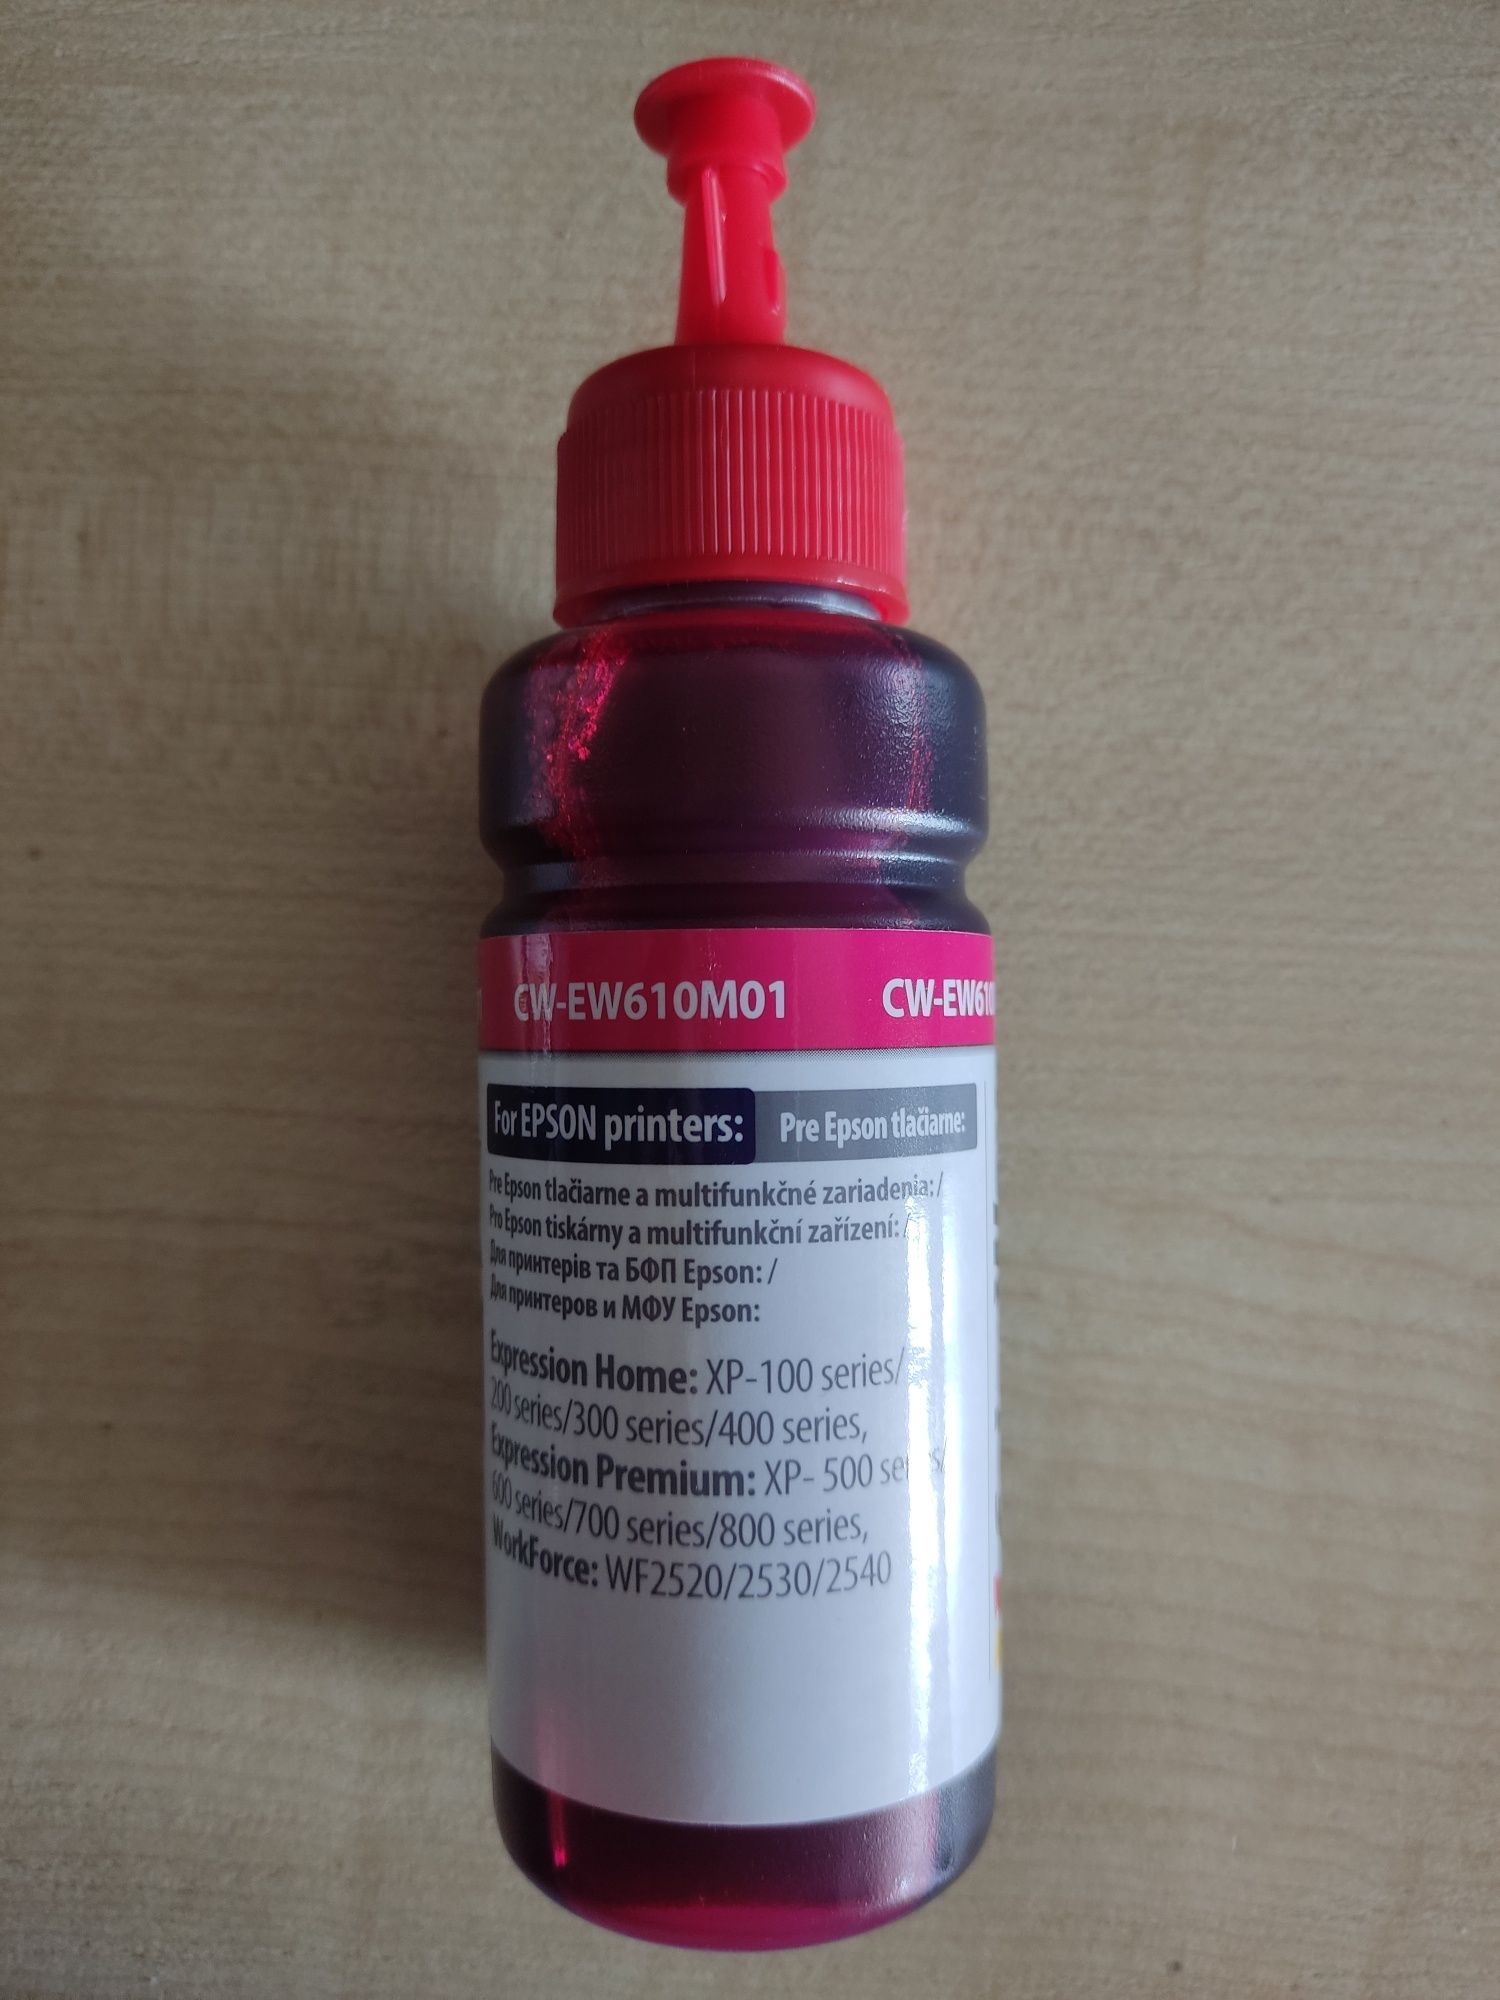 CW-EW610M01 CW-EW610
For EPSON printers: Pre Epson tlačiarne:
Pre Epson tlačiarne a multifunkčné zariadenia: /
Pro Epson tiskárny a multifunkční zařízení: /
Для принтерів та БФП Epson: /
Для принтеров и МФУ Epson:
Expression Home: XP-100 series/
200 series/300 series/400 series,
Expression Premium: XP- 500 series/
600 series/700 series/800 series,
WorkForce: WF2520/2530/2540